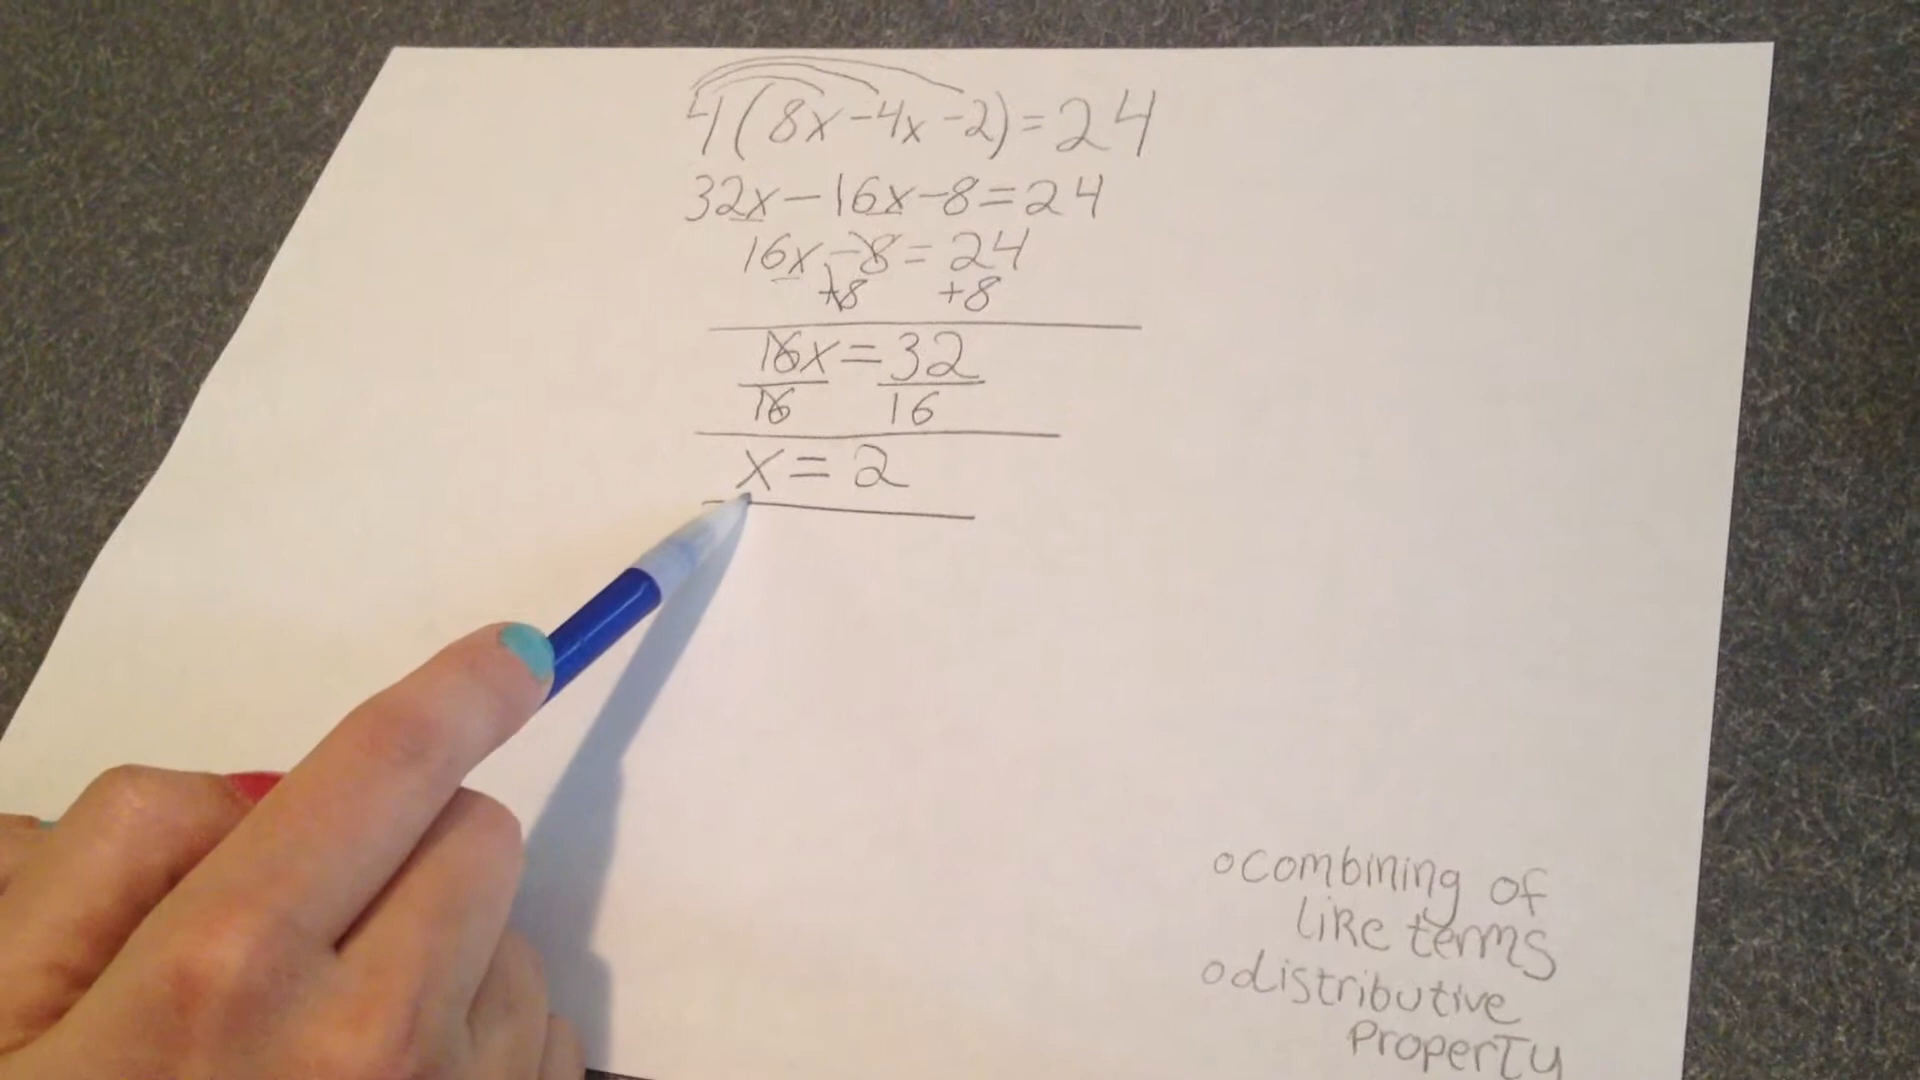 4(8x-4x-2)=24
32x-16x-8=24
16x-8=24
+8 +8
16x=32
16 16
x=2
combining of
like terms
distributive
property